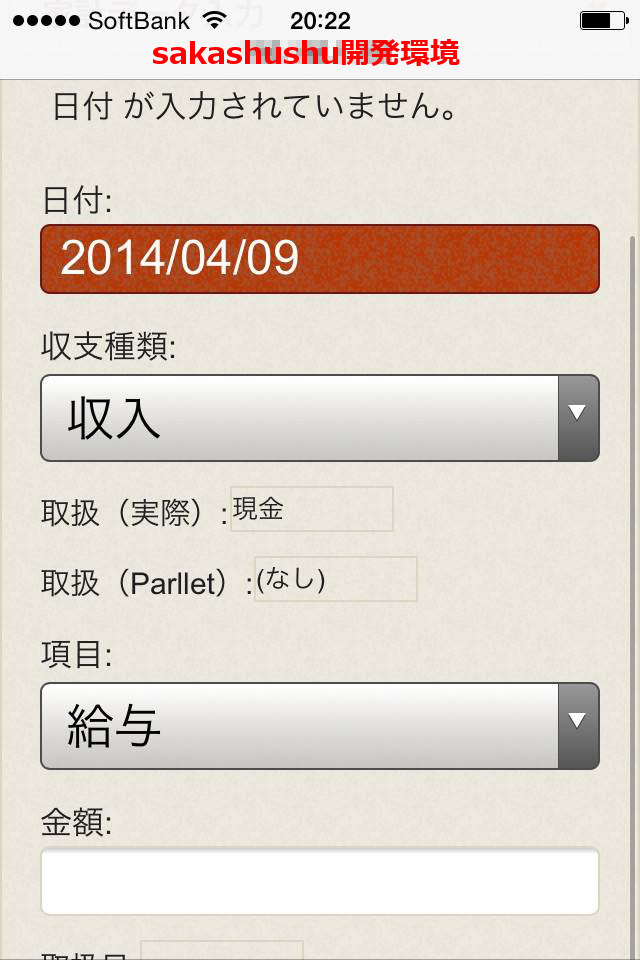 ●●●●● SoftBank 20:22
sakashushu開発環境
日付 が入力されていません。
日付:
2014/04/09
収支種類:
収入
取扱（実際）:現金
取扱（Parllet）:(なし)
項目:
給与
金額: